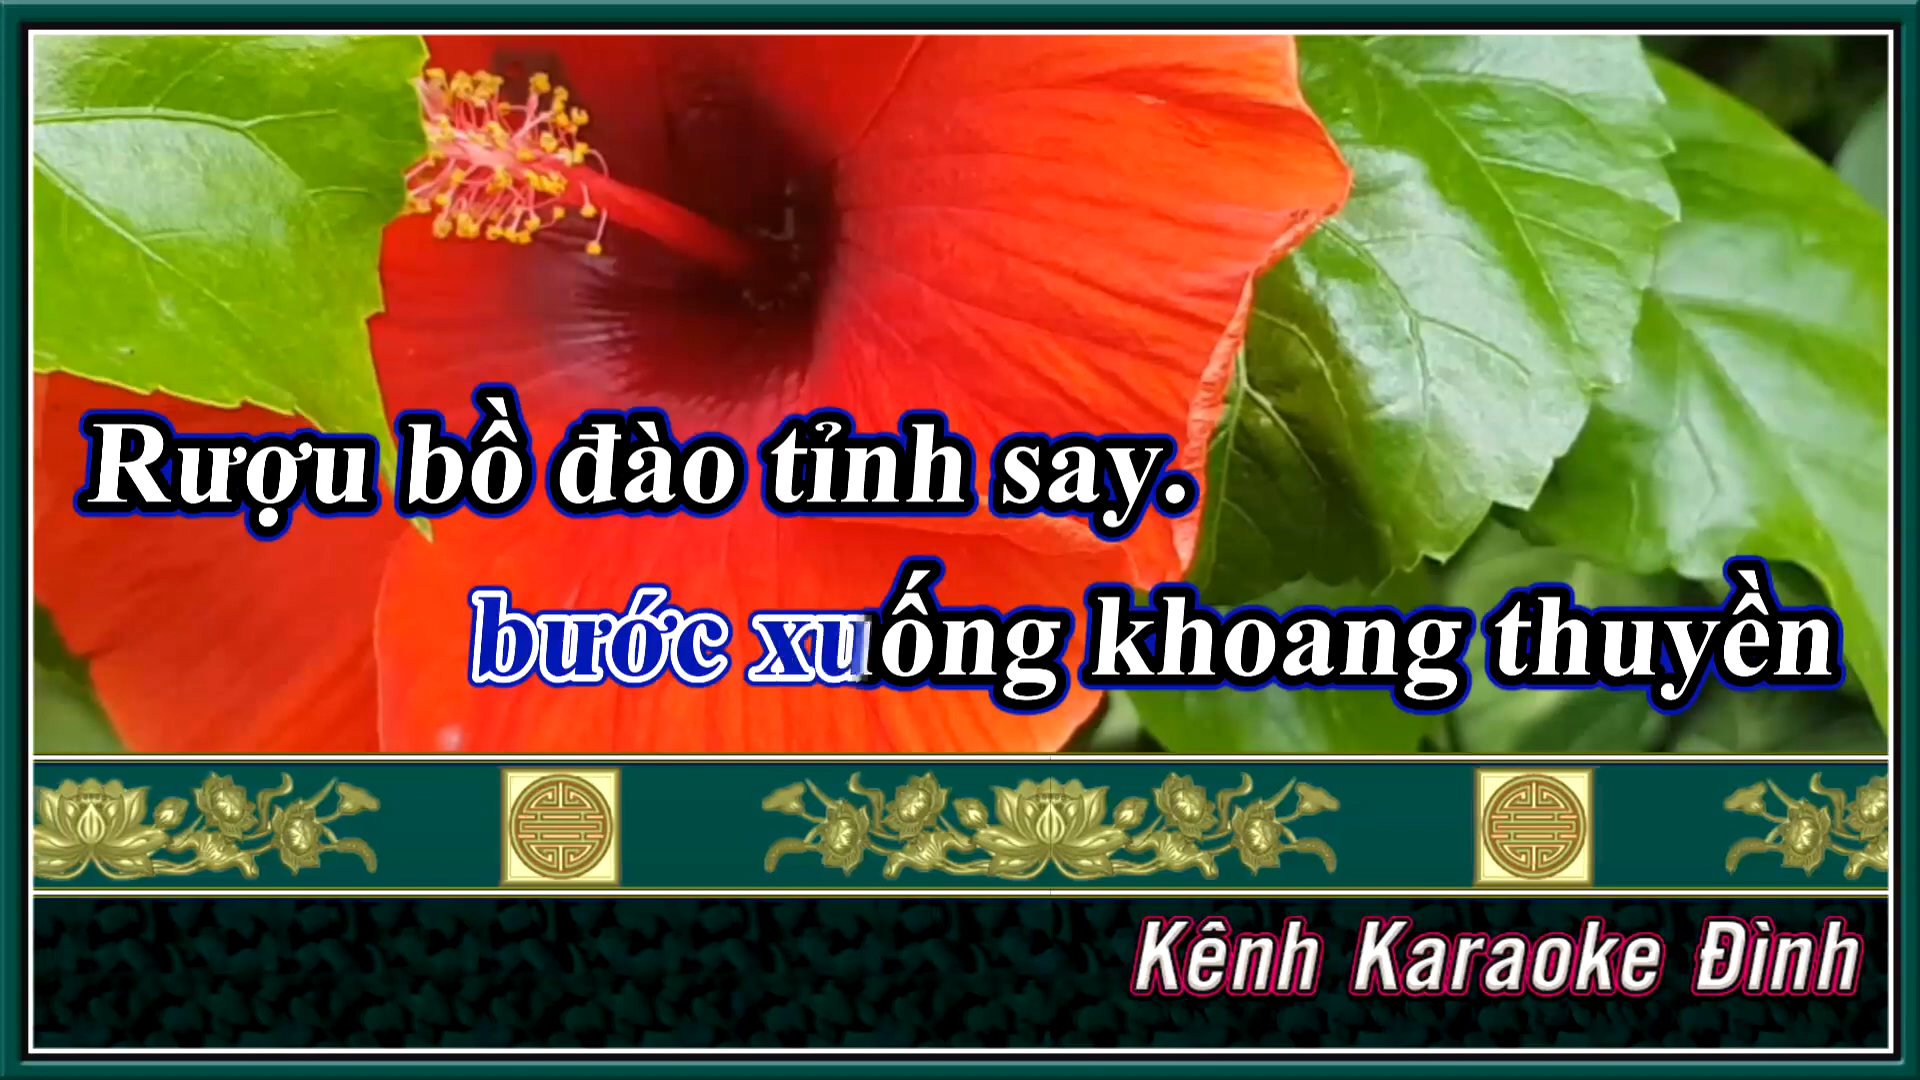 Rượu bồ đào tỉnh say.
bước xuống khoang thuyền
Kênh Karaoke Đình